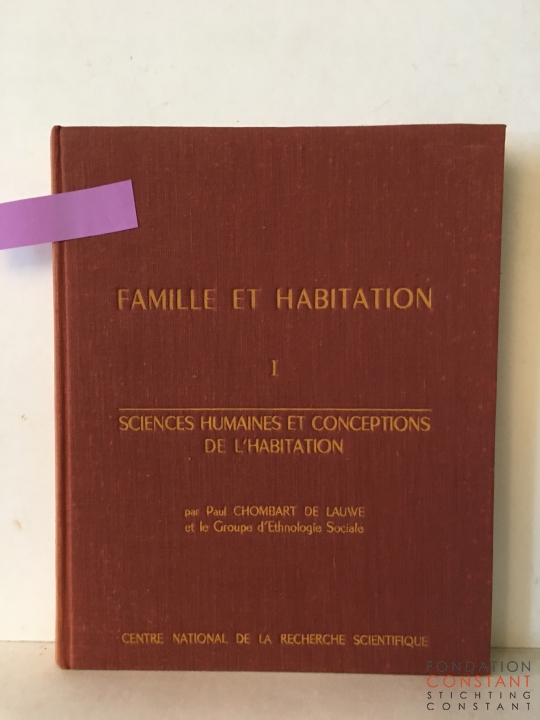 FAMILLE ET HABITATION
I
SCIENCES HUMAINES ET CONCEPTIONS
DE L'HABITATION
par Paul CHOMBART DE LAUWE
et le Groupe d'Ethnologie Sociale
CENTRE NATIONAL DE LA RECHERCHE SCIENTIFIQUE
FONDATION
CONSTANT
STICHTING
CONSTANT